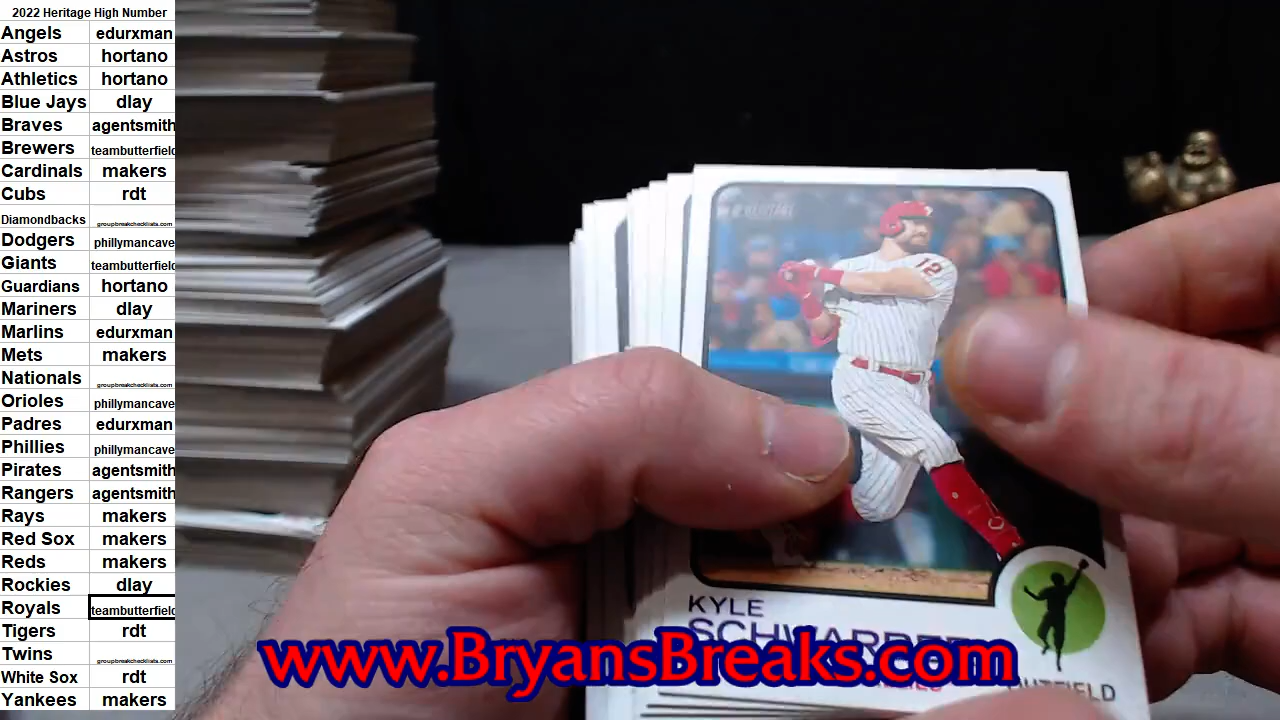 2022 Heritage High Number
Angels edurxman
Astros hortano
Athletics hortano
Blue Jays dlay
Braves agentsmith
Brewers teambutterfield
Cardinals makers
Cubs rdt
Diamondbacks groupbreakchecklists.com
Dodgers phillymancave
Giants teambutterfield
Guardians hortano
Mariners dlay
Marlins edurxman
Mets makers
Nationals groupbreakchecklists.com
Orioles phillymancave
Padres edurxman
Phillies phillymancave
Pirates agentsmith
Rangers agentsmith
Rays makers
Red Sox makers
Reds makers
Rockies dlay
Royals teambutterfield
Tigers rdt
Twins groupbreakchecklists.com
White Sox rdt
Yankees makers
12
KYLE
SCHWARBER
OUTFIELD
www.BryansBreaks.com